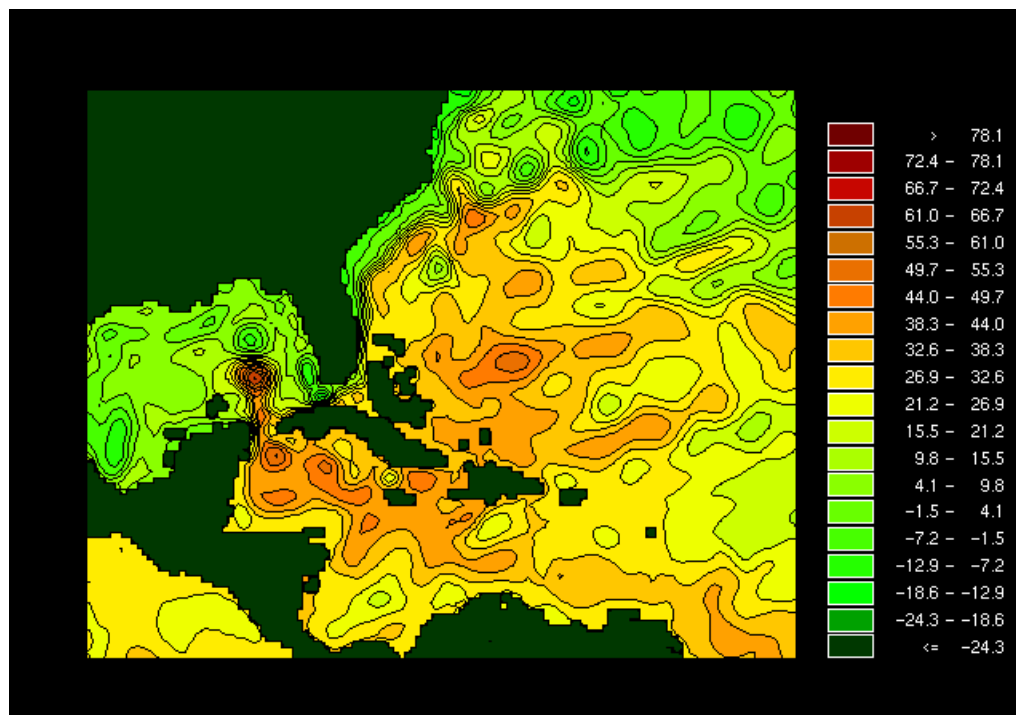 > 78.1
72.4 – 78.1
66.7 – 72.4
61.0 – 66.7
55.3 – 61.0
49.7 – 55.3
44.0 – 49.7
38.3 – 44.0
32.6 – 38.3
26.9 – 32.6
21.2 – 26.9
15.5 – 21.2
9.8 – 15.5
4.1 – 9.8
−1.5 – 4.1
−7.2 – −1.5
−12.9 – −7.2
−18.6 – −12.9
−24.3 – −18.6
<= −24.3